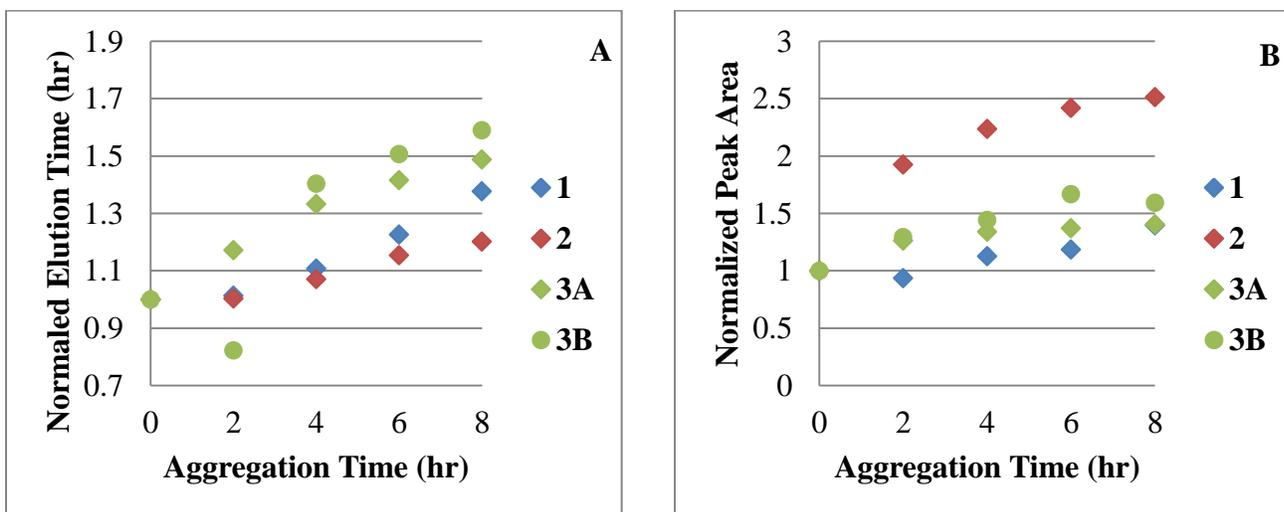 A
Normaled Elution Time (hr)
1.9
1.7
1.5
1.3
1.1
0.9
0.7
0 2 4 6 8
Aggregation Time (hr)
1
2
3A
3B
B
Normalized Peak Area
3
2.5
2
1.5
1
0.5
0
0 2 4 6 8
Aggregation Time (hr)
1
2
3A
3B